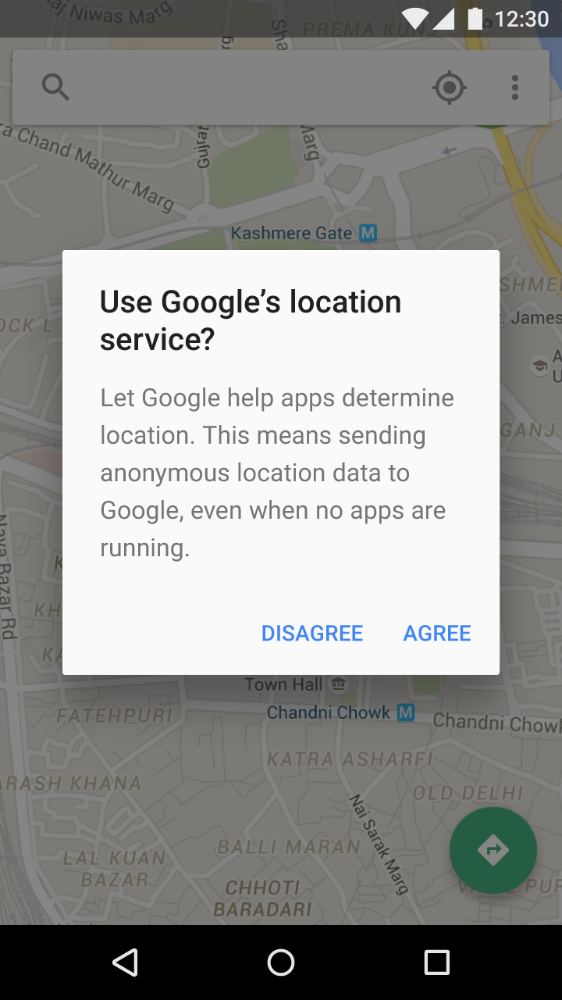 aj Niwas Marg
PREMA KUNJ
12:30
ra Chand Mathur Marg
Gujrat
Marg
Kashmere Gate M
Use Google’s location
service?
Let Google help apps determine
location. This means sending
anonymous location data to
Google, even when no apps are
running.
DISAGREE AGREE
SHME
OCK L
. James
A
U
GANJ
Naya Bazar Rd
K
KH
KA
Town Hall
Chandni Chowk M
Chandni Chowk
FATEHPURI
KATRA ASHARFI
ARASH KHANA
OLD DELHI
Nai Sarak Marg
BALLI MARAN
LAL KUAN
BAZAR
CHHOTI
BARADARI